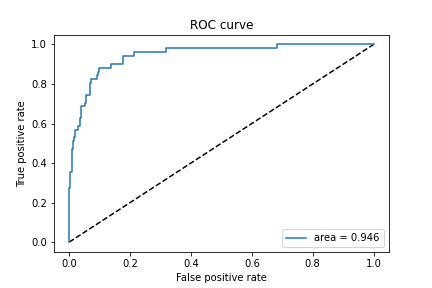 ROC curve
True positive rate
1.0
0.8
0.6
0.4
0.2
0.0
0.0 0.2 0.4 0.6 0.8 1.0
area = 0.946
False positive rate